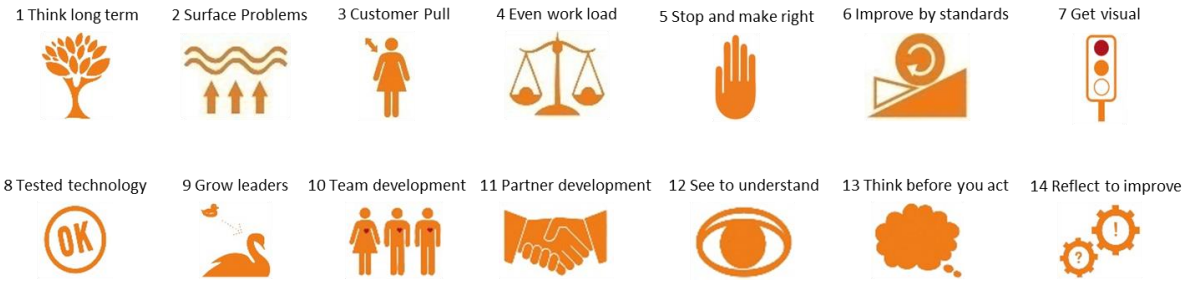 1 Think long term
2 Surface Problems
3 Customer Pull
4 Even work load
5 Stop and make right
6 Improve by standards
7 Get visual
8 Tested technology
9 Grow leaders
10 Team development
11 Partner development
12 See to understand
13 Think before you act
14 Reflect to improve
OK
?
!